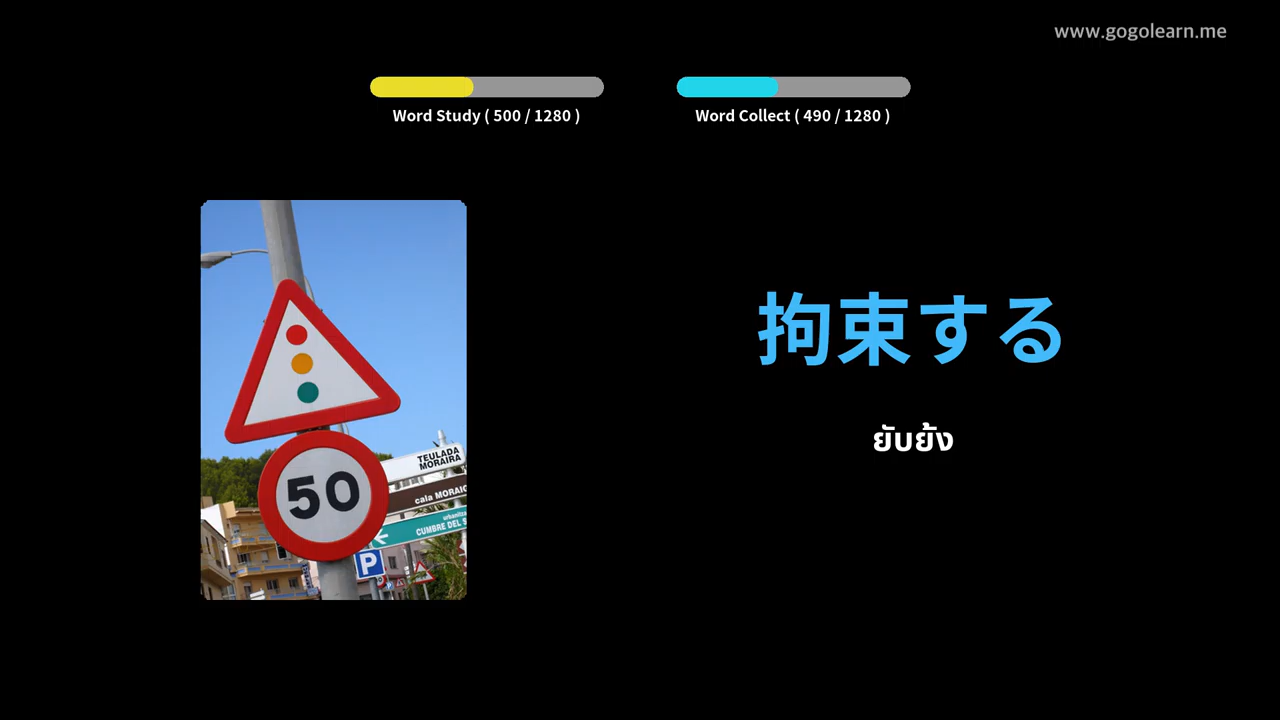 www.gogolearn.me
Word Study ( 500 / 1280 )
Word Collect ( 490 / 1280 )
拘束する
ยับยั้ง
TEULADA
MORAIRA
cala
CUMBRE DEL
50
P